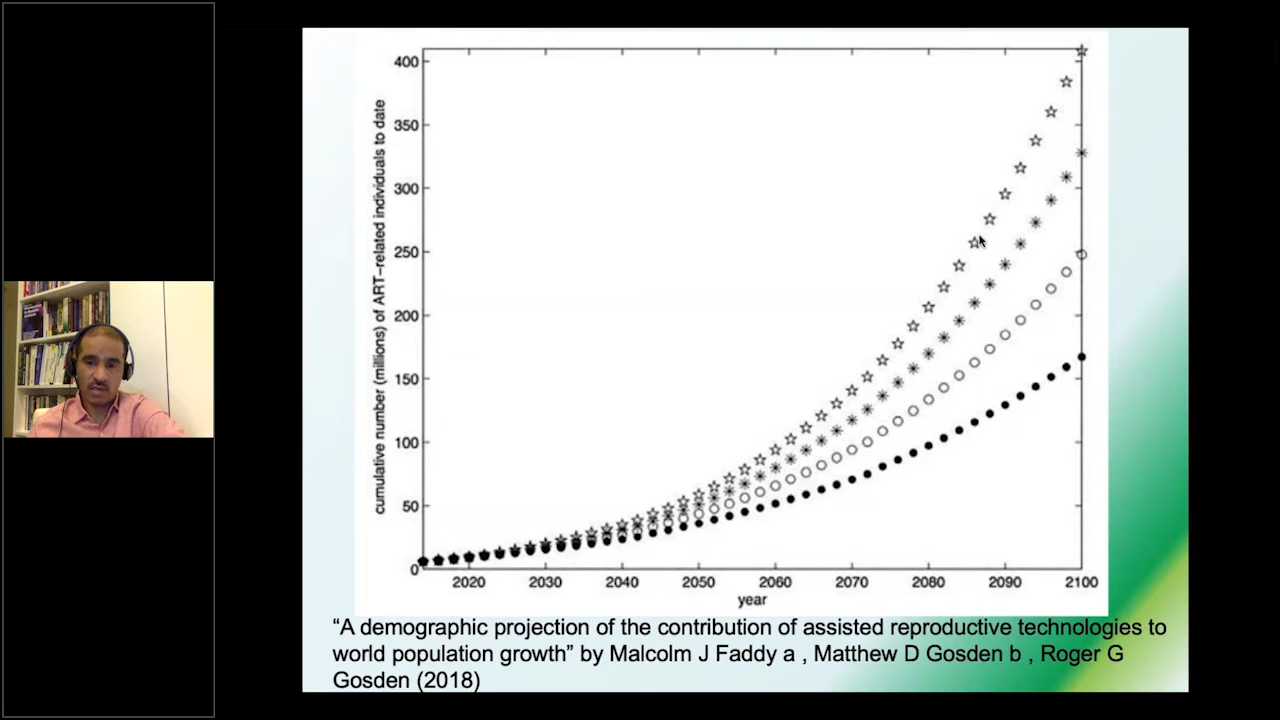 400
350
300
250
200
150
100
50
0
cumulative number (millions) of ART-related individuals to date
2020 2030 2040 2050 2060 2070 2080 2090 2100
year
“A demographic projection of the contribution of assisted reproductive technologies to
world population growth” by Malcolm J Faddy a , Matthew D Gosden b , Roger G
Gosden (2018)